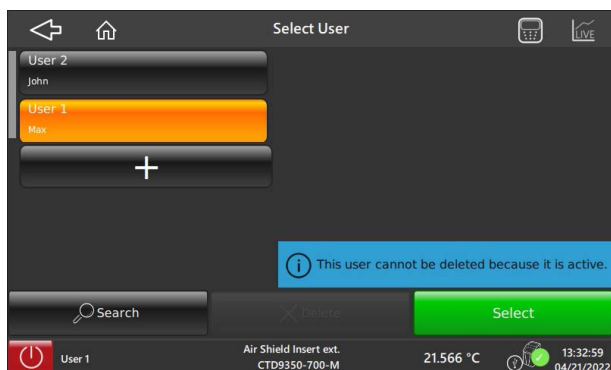 Select User
LIVE
User 2
John
User 1
Max
+
This user cannot be deleted because it is active.
Search
Delete
Select
User 1
Air Shield Insert ext.
CTD9350-700-M
21.566 °C
13:32:59
04/21/2022